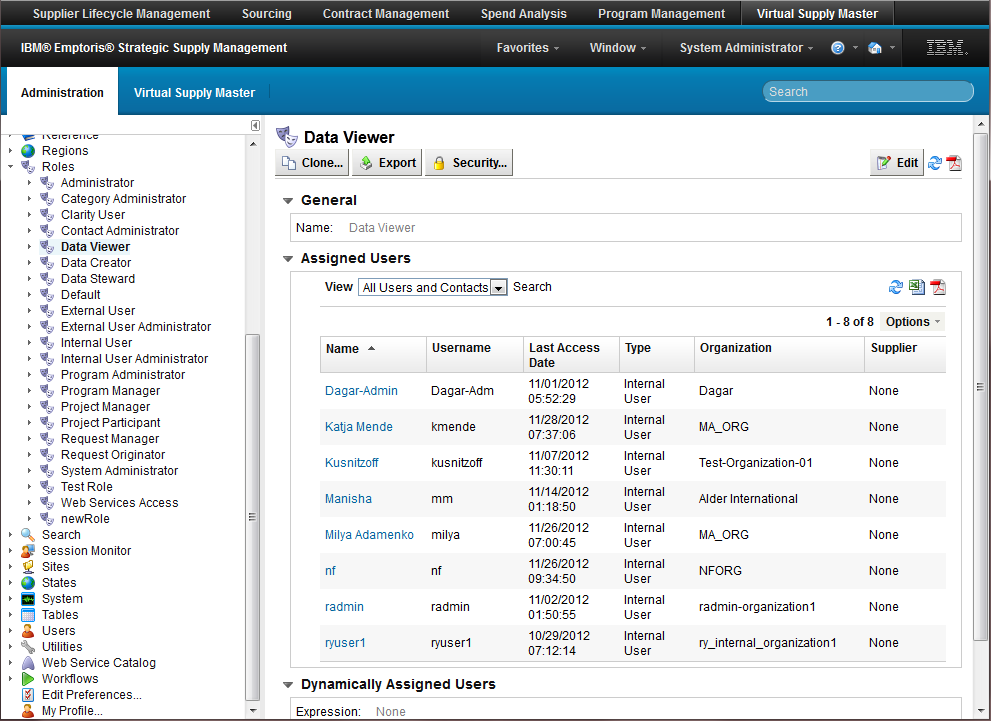 Supplier Lifecycle Management Sourcing Contract Management Spend Analysis Program Management Virtual Supply Master
IBM® Emptoris® Strategic Supply Management Favorites Window System Administrator IBM.
Administration Virtual Supply Master Search
Reference
Regions
Roles
Administrator
Category Administrator
Clarity User
Contact Administrator
Data Viewer
Data Creator
Data Steward
Default
External User
External User Administrator
Internal User
Internal User Administrator
Program Administrator
Program Manager
Project Manager
Project Participant
Request Manager
Request Originator
System Administrator
Test Role
Web Services Access
newRole
Search
Session Monitor
Sites
States
System
Tables
Users
Utilities
Web Service Catalog
Workflows
Edit Preferences...
My Profile...
Data Viewer
Clone... Export Security... Edit
General
Name: Data Viewer
Assigned Users
View All Users and Contacts Search
1 - 8 of 8 Options
Name Username Last Access Type Organization Supplier
Date
Dagar-Admin Dagar-Adm 11/01/2012 Internal Dagar None
05:52:29 User
Katja Mende kmende 11/28/2012 Internal MA_ORG None
07:37:06 User
Kusnitzoff kusnitzoff 11/07/2012 Internal Test-Organization-01 None
11:30:11 User
Manisha mm 11/14/2012 Internal Alder International None
01:18:50 User
Milya Adamenko milya 11/26/2012 Internal MA_ORG None
07:00:45 User
nf nf 11/26/2012 Internal NFORG None
09:34:50 User
radmin radmin 11/02/2012 Internal radmin-organization1 None
01:50:55 User
ryuser1 ryuser1 10/29/2012 Internal ry_internal_organization1 None
07:12:14 User
Dynamically Assigned Users
Expression: None